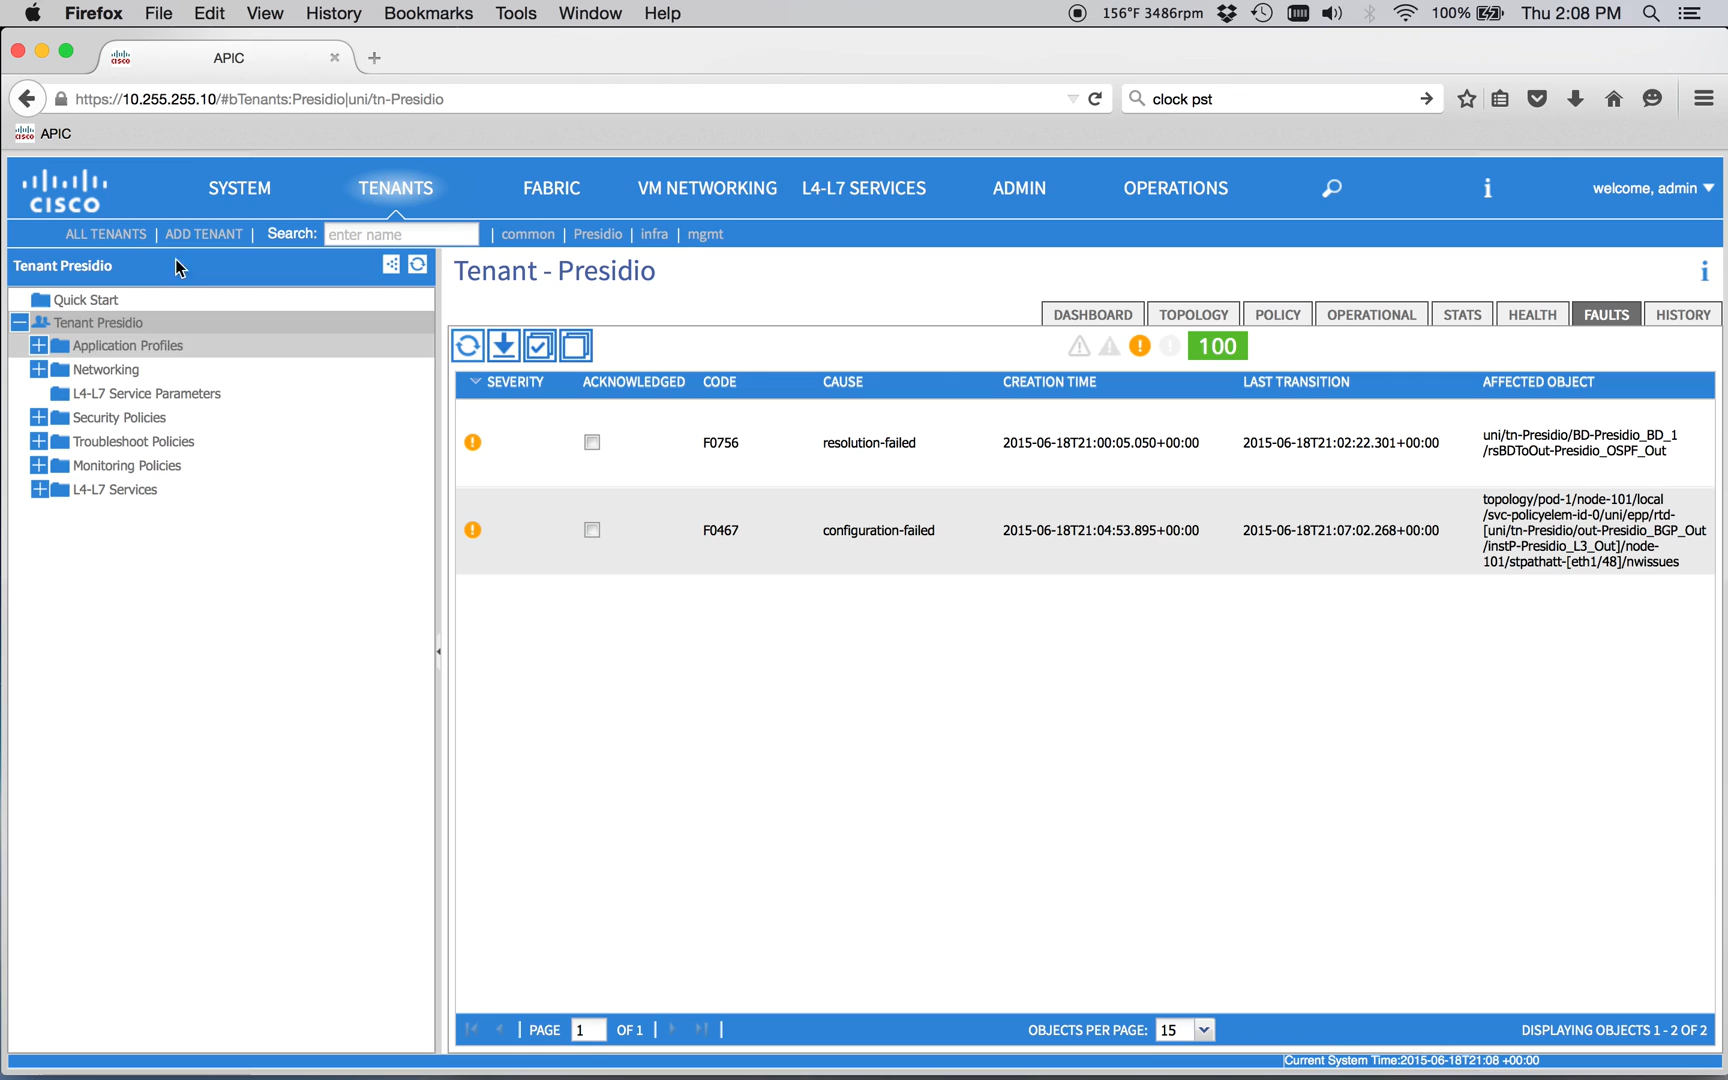 Firefox File Edit View History Bookmarks Tools Window Help 156°F 3486rpm 100% Thu 2:08 PM
cisco APIC
https://10.255.255.10/#bTenants:Presidio|uni/tn-Presidio clock pst
cisco APIC
CISCO SYSTEM TENANTS FABRIC VM NETWORKING L4-L7 SERVICES ADMIN OPERATIONS i welcome, admin
ALL TENANTS | ADD TENANT | Search: enter name | common | Presidio | infra | mgmt
Tenant Presidio
Quick Start
Tenant Presidio
Application Profiles
Networking
L4-L7 Service Parameters
Security Policies
Troubleshoot Policies
Monitoring Policies
L4-L7 Services
Tenant - Presidio i
DASHBOARD TOPOLOGY POLICY OPERATIONAL STATS HEALTH FAULTS HISTORY
100
SEVERITY ACKNOWLEDGED CODE CAUSE CREATION TIME LAST TRANSITION AFFECTED OBJECT
F0756 resolution-failed 2015-06-18T21:00:05.050+00:00 2015-06-18T21:02:22.301+00:00 uni/tn-Presidio/BD-Presidio_BD_1
/rsBDToOut-Presidio_OSPF_Out
F0467 configuration-failed 2015-06-18T21:04:53.895+00:00 2015-06-18T21:07:02.268+00:00 topology/pod-1/node-101/local
/svc-policyelem-id-0/uni/epp/rtd-
[uni/tn-Presidio/out-Presidio_BGP_Out
/instP-Presidio_L3_Out]/node-
101/stpathatt-[eth1/48]/nwissues
PAGE 1 OF 1 OBJECTS PER PAGE: 15 DISPLAYING OBJECTS 1 - 2 OF 2
Current System Time:2015-06-18T21:08 +00:00